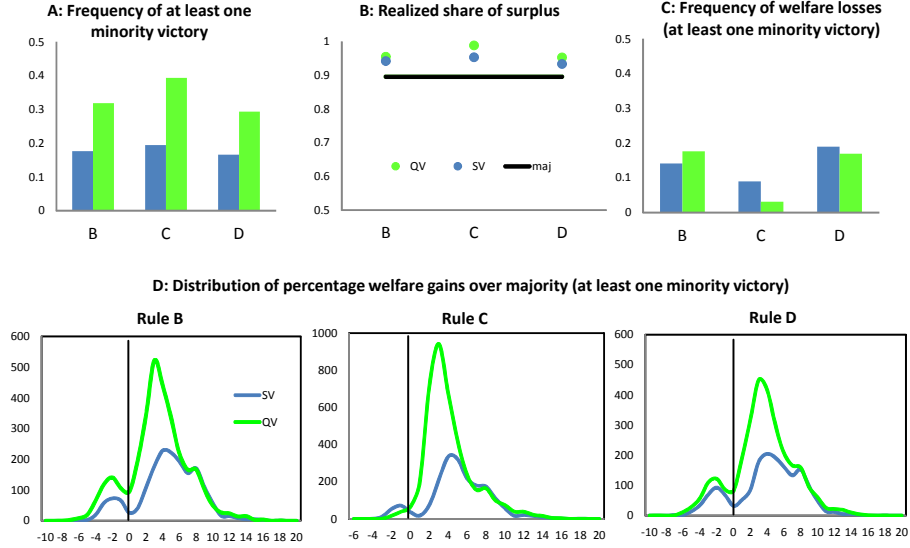 A: Frequency of at least one
minority victory
0.5
0.4
0.3
0.2
0.1
0
B C D
B: Realized share of surplus
1
0.9
0.8
0.7
0.6
0.5
QV SV maj
B C D
C: Frequency of welfare losses
(at least one minority victory)
0.5
0.4
0.3
0.2
0.1
0
B C D
D: Distribution of percentage welfare gains over majority (at least one minority victory)
Rule B
600
500
400
300
200
100
0
SV
QV
-10 -8 -6 -4 -2 0 2 4 6 8 10 12 14 16 18 20
Rule C
1000
800
600
400
200
0
-6 -4 -2 0 2 4 6 8 10 12 14 16 18 20
Rule D
600
500
400
300
200
100
0
-10 -8 -6 -4 -2 0 2 4 6 8 10 12 14 16 18 20